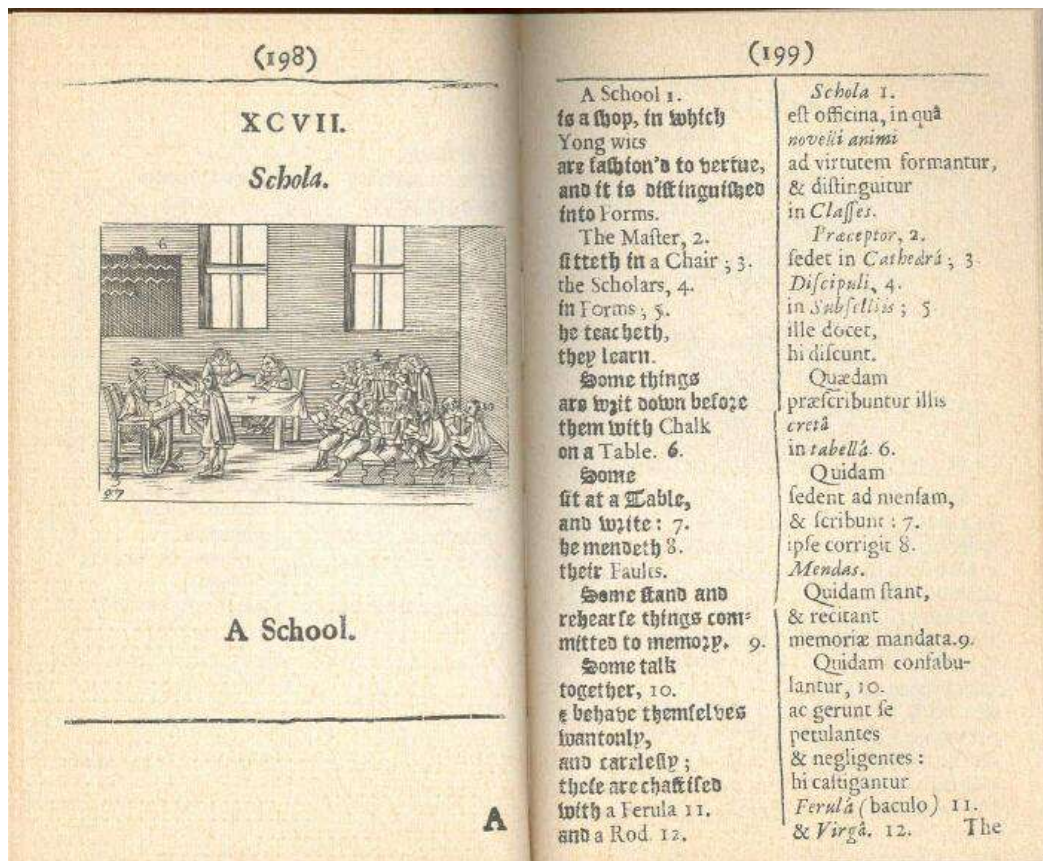 (198)
XCVII.
Schola.
6
2
4
7
10
3
97
A School.
A
(199)
A School 1.
is a ſhop, in which
Yong wits
are faſhion'd to vertue,
and it is diſtinguiſhed
into Forms.
The Maſter, 2.
ſitteth in a Chair ; 3.
the Scholars, 4.
in Forms ; 5.
he teacheth,
they learn.
Some things
are writ down before
them with Chalk
on a Table. 6.
Some
ſit at a Table,
and write : 7.
he mendeth 8.
their Faults.
Some ſtand and
rehearſe things com-
mitted to memory. 9.
Some talk
together, 10.
& behave themſelves
wantonly,
and careleſly ;
theſe are chaſtiſed
with a Ferula 11.
and a Rod 12.
Schola 1.
eſt officina, in quâ
novelli animi
ad virtutem formantur,
& diſtinguitur
in Claſſes.
Præceptor, 2.
ſedet in Cathedrâ ; 3
Diſcipuli, 4.
in Subſelliis ; 5
ille docet,
hi diſcunt.
Quædam
præſcribuntur illis
cretâ
in tabellâ. 6.
Quidam
ſedent ad menſam,
& ſcribunt : 7.
ipſe corrigit 8.
Mendas.
Quidam ſtant,
& recitant
memoriæ mandata.9.
Quidam confabu-
lantur, 10.
ac gerunt ſe
petulantes
& negligentes :
hi caſtigantur
Ferulâ (baculo) 11.
& Virgâ. 12.
The